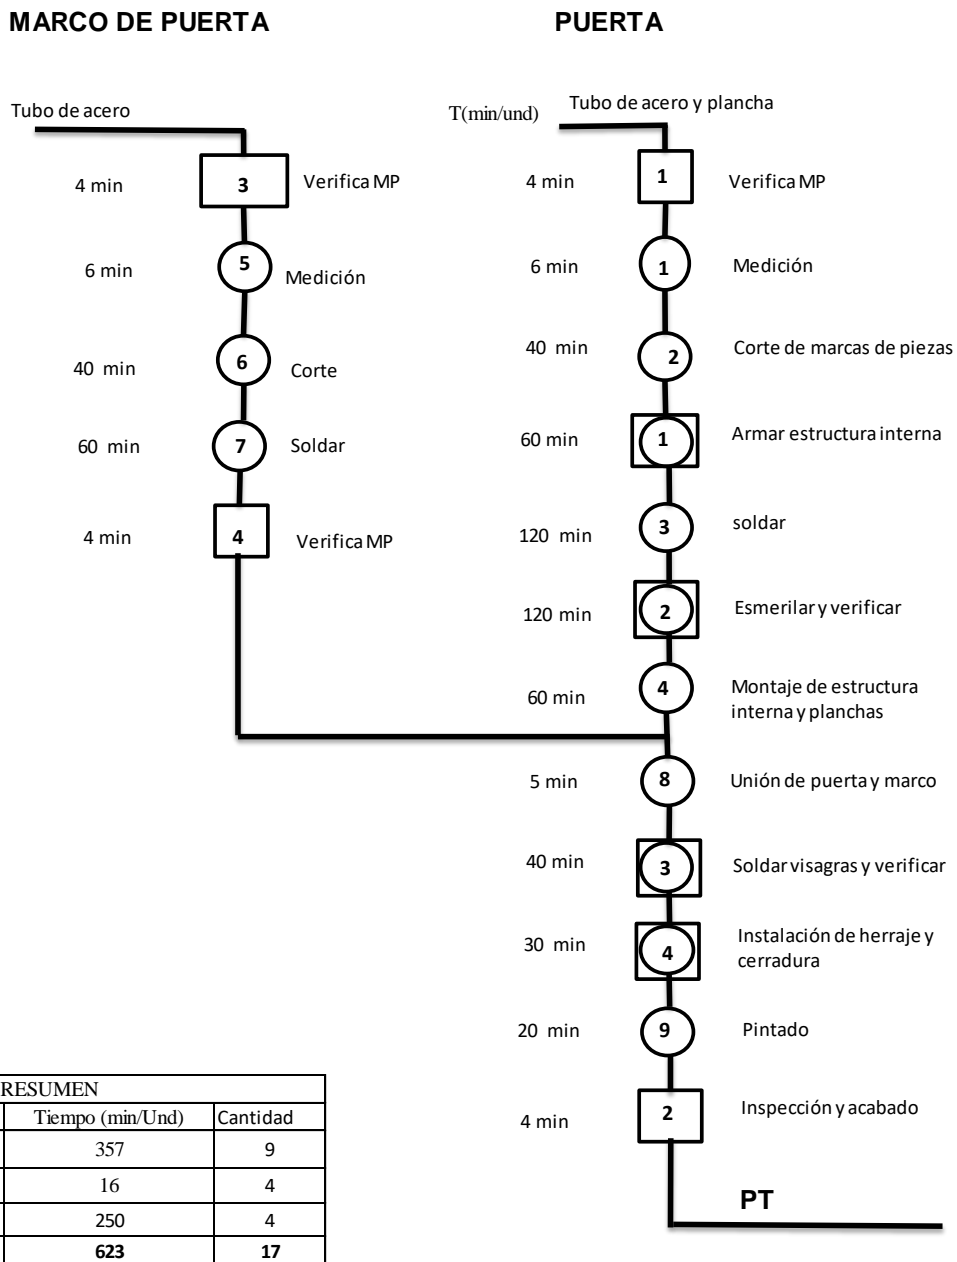 MARCO DE PUERTA
PUERTA
Tubo de acero
4 min
3
Verifica MP
6 min
5
Medición
40 min
6
Corte
60 min
7
Soldar
4 min
4
Verifica MP
T(min/und)
Tubo de acero y plancha
4 min
1
Verifica MP
6 min
1
Medición
40 min
2
Corte de marcas de piezas
60 min
1
Armar estructura interna
120 min
3
soldar
120 min
2
Esmerilar y verificar
60 min
4
Montaje de estructura
interna y planchas
5 min
8
Unión de puerta y marco
40 min
3
Soldar visagras y verificar
30 min
4
Instalación de herraje y
cerradura
20 min
9
Pintado
4 min
2
Inspección y acabado
PT
RESUMEN
Tiempo (min/Und) Cantidad
357 9
16 4
250 4
623 17